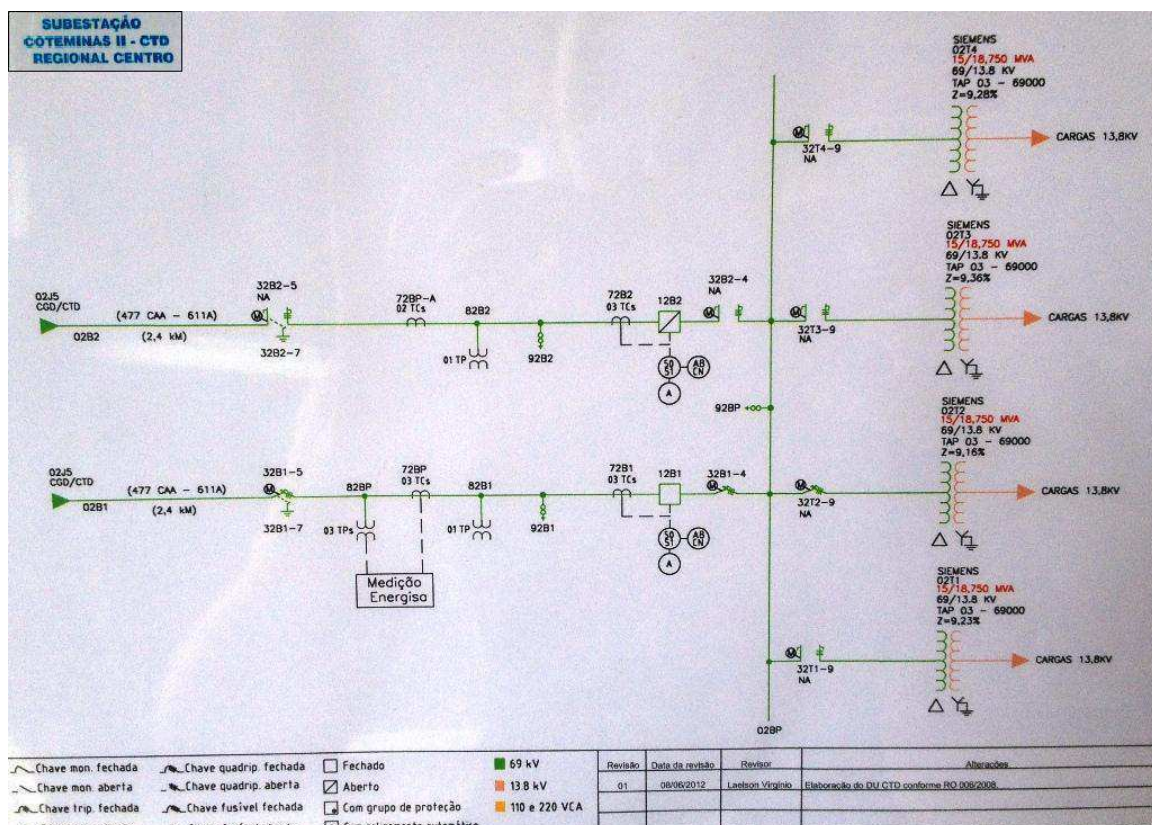 SUBESTAÇÃO
COTEMINAS II - CTD
REGIONAL CENTRO
SIEMENS
02T4
15/18,750 MVA
69/13.8 KV
TAP 03 - 69000
Z=9,28%
32T4-9
NA
CARGAS 13,8KV
SIEMENS
02T3
15/18,750 MVA
69/13.8 KV
TAP 03 - 69000
Z=9,36%
32T3-9
NA
CARGAS 13,8KV
02J5
CGD/CTD
(477 CAA - 611A)
02B2
(2,4 kM)
32B2-5
NA
M
32B2-7
72BP-A
02 TCs
82B2
01 TP
92B2
72B2
03 TCs
12B2
50
51
AB
CN
A
32B2-4
NA
M
92BP
SIEMENS
02T2
15/18,750 MVA
69/13.8 KV
TAP 03 - 69000
Z=9,16%
M
32T2-9
CARGAS 13,8KV
02J5
CGD/CTD
(477 CAA - 611A)
02B1
(2,4 kM)
32B1-5
M
32B1-7
82BP
03 TPs
72BP
03 TCs
Medição
Energisa
82B1
01 TP
92B1
72B1
03 TCs
12B1
50
51
AB
CN
A
32B1-4
M
SIEMENS
02T1
15/18,750 MVA
69/13.8 KV
TAP 03 - 69000
Z=9,23%
M
32T1-9
NA
CARGAS 13,8KV
02BP
Chave mon. fechada
Chave quadrip. fechada
Fechado
69 kV
Chave mon. aberta
Chave quadrip. aberta
Aberto
13.8 kV
Chave trip. fechada
Chave fusível fechada
Com grupo de proteção
110 e 220 VCA
Revisão Data da revisão Revisor Alterações
01 08/06/2012 Laelson Virginio Elaboração do DU CTD conforme RO 006/2008.